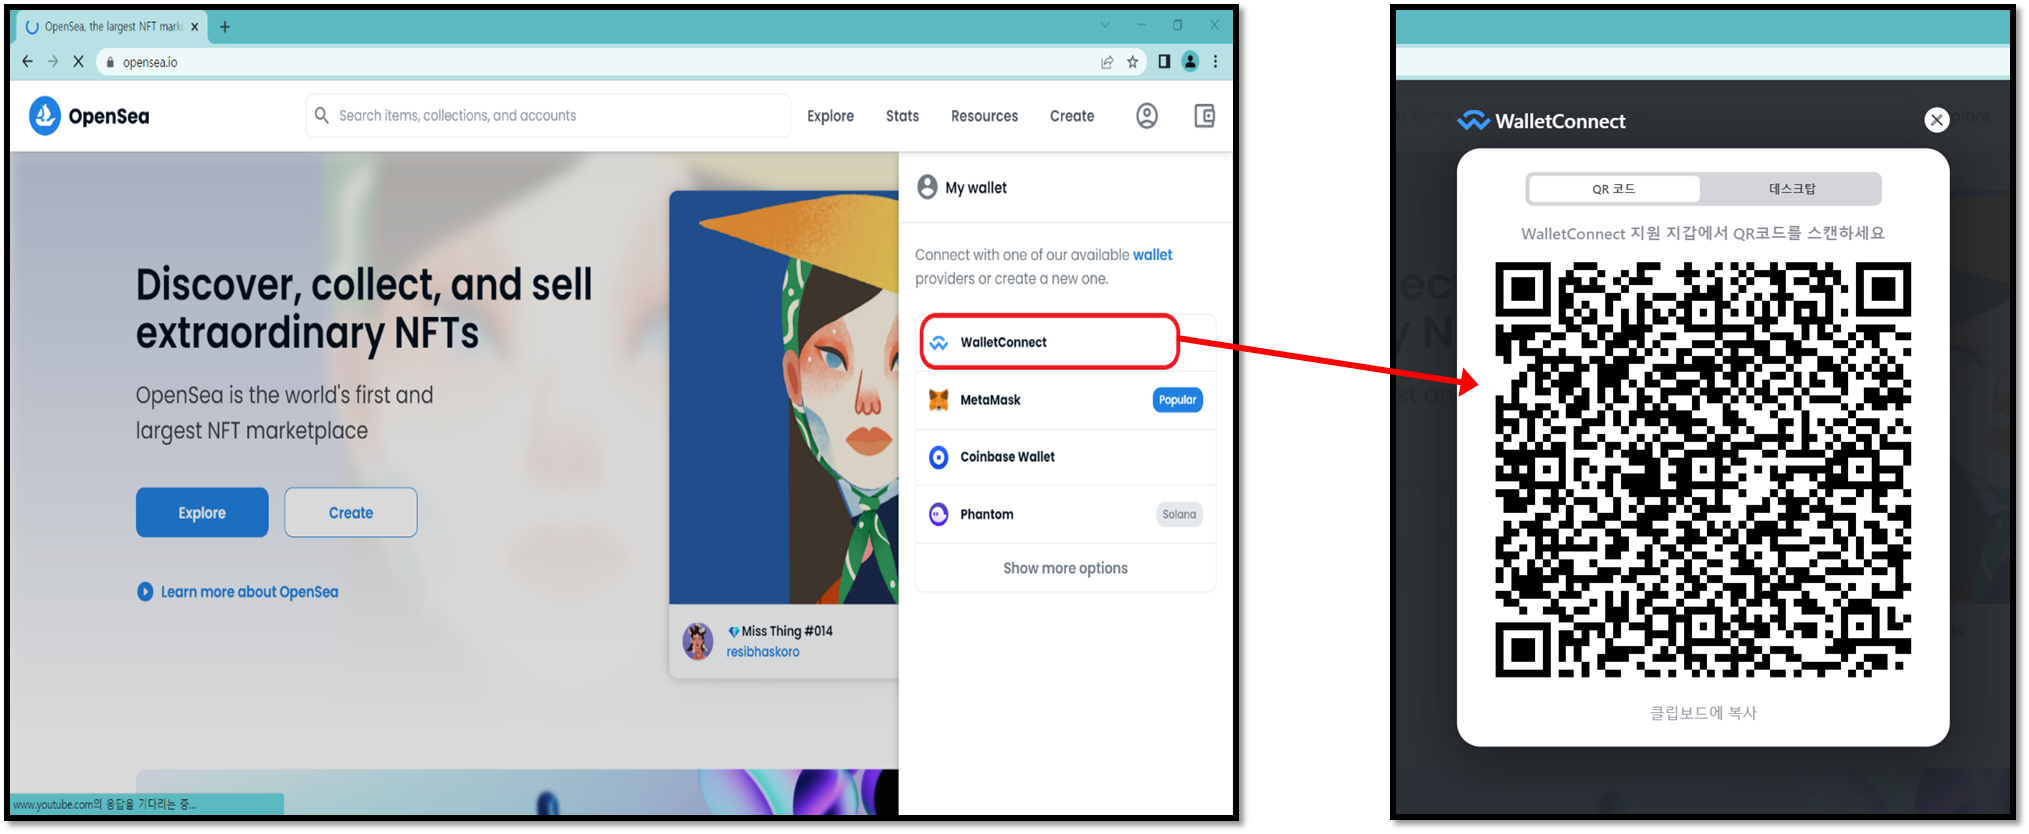 OpenSea, the largest NFT mark
opensea.io
OpenSea
Search items, collections, and accounts
Explore
Stats
Resources
Create
My wallet
Connect with one of our available wallet
providers or create a new one.
WalletConnect
MetaMask
Popular
Coinbase Wallet
Phantom
Solana
Show more options
Discover, collect, and sell
extraordinary NFTs
OpenSea is the world's first and
largest NFT marketplace
Explore
Create
Learn more about OpenSea
Miss Thing #014
resibhaskoro
www.youtube.com의 응답을 기다리는 중...
WalletConnect
QR 코드
데스크탑
WalletConnect 지원 지갑에서 QR코드를 스캔하세요
클립보드에 복사